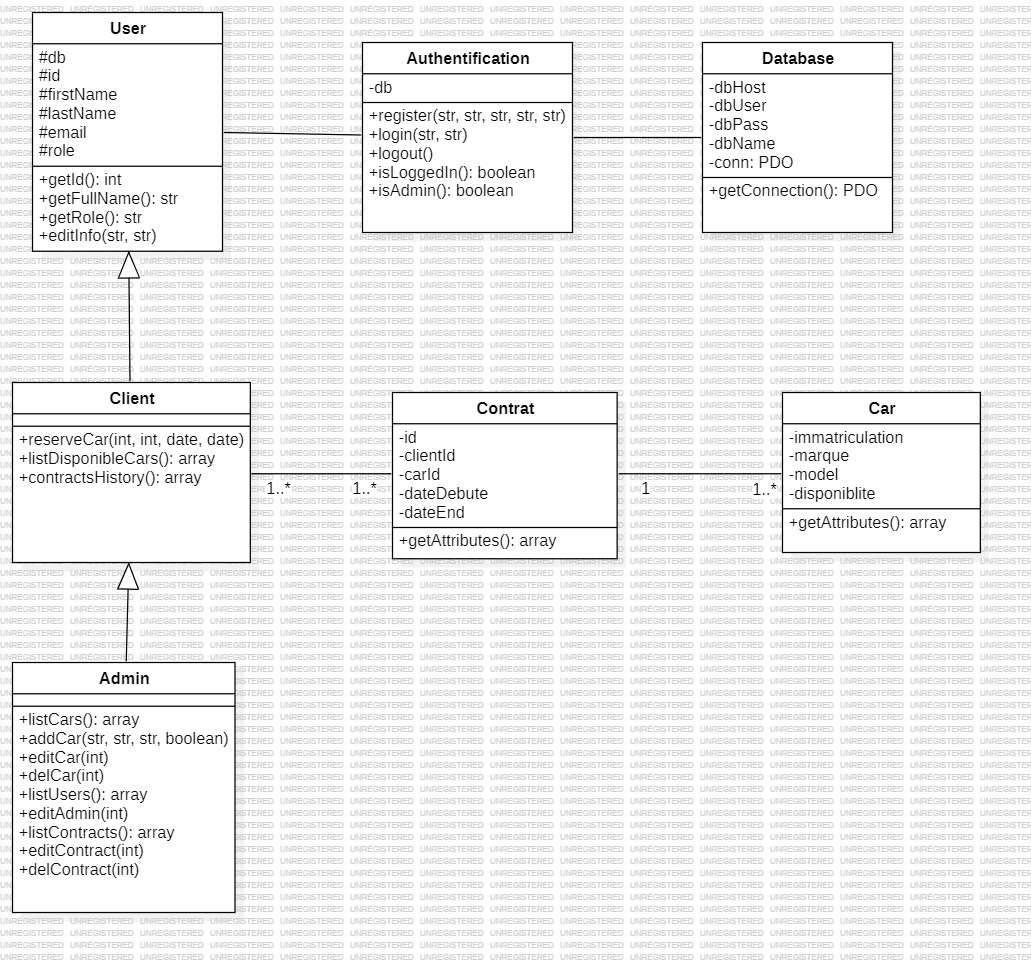 User
#db
#id
#firstName
#lastName
#email
#role
+getId(): int
+getFullName(): str
+getRole(): str
+editInfo(str, str)
Authentification
-db
+register(str, str, str, str, str)
+login(str, str)
+logout()
+isLoggedIn(): boolean
+isAdmin(): boolean
Database
-dbHost
-dbUser
-dbPass
-dbName
-conn: PDO
+getConnection(): PDO
Client
+reserveCar(int, int, date, date)
+listDisponibleCars(): array
+contractsHistory(): array
1..*
1..*
Contrat
-id
-clientId
-carId
-dateDebute
-dateEnd
+getAttributes(): array
1
1..*
Car
-immatriculation
-marque
-model
-disponiblite
+getAttributes(): array
Admin
+listCars(): array
+addCar(str, str, str, boolean)
+editCar(int)
+delCar(int)
+listUsers(): array
+editAdmin(int)
+listContracts(): array
+editContract(int)
+delContract(int)
UNREGISTERED